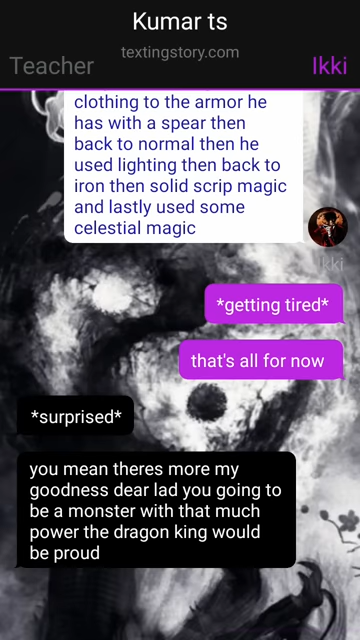 Kumar ts
textingstory.com
Teacher
Ikki
clothing to the armor he
has with a spear then
back to normal then he
used lighting then back to
iron then solid scrip magic
and lastly used some
celestial magic
Ikki
*getting tired*
that's all for now
*surprised*
you mean theres more my
goodness dear lad you going to
be a monster with that much
power the dragon king would
be proud